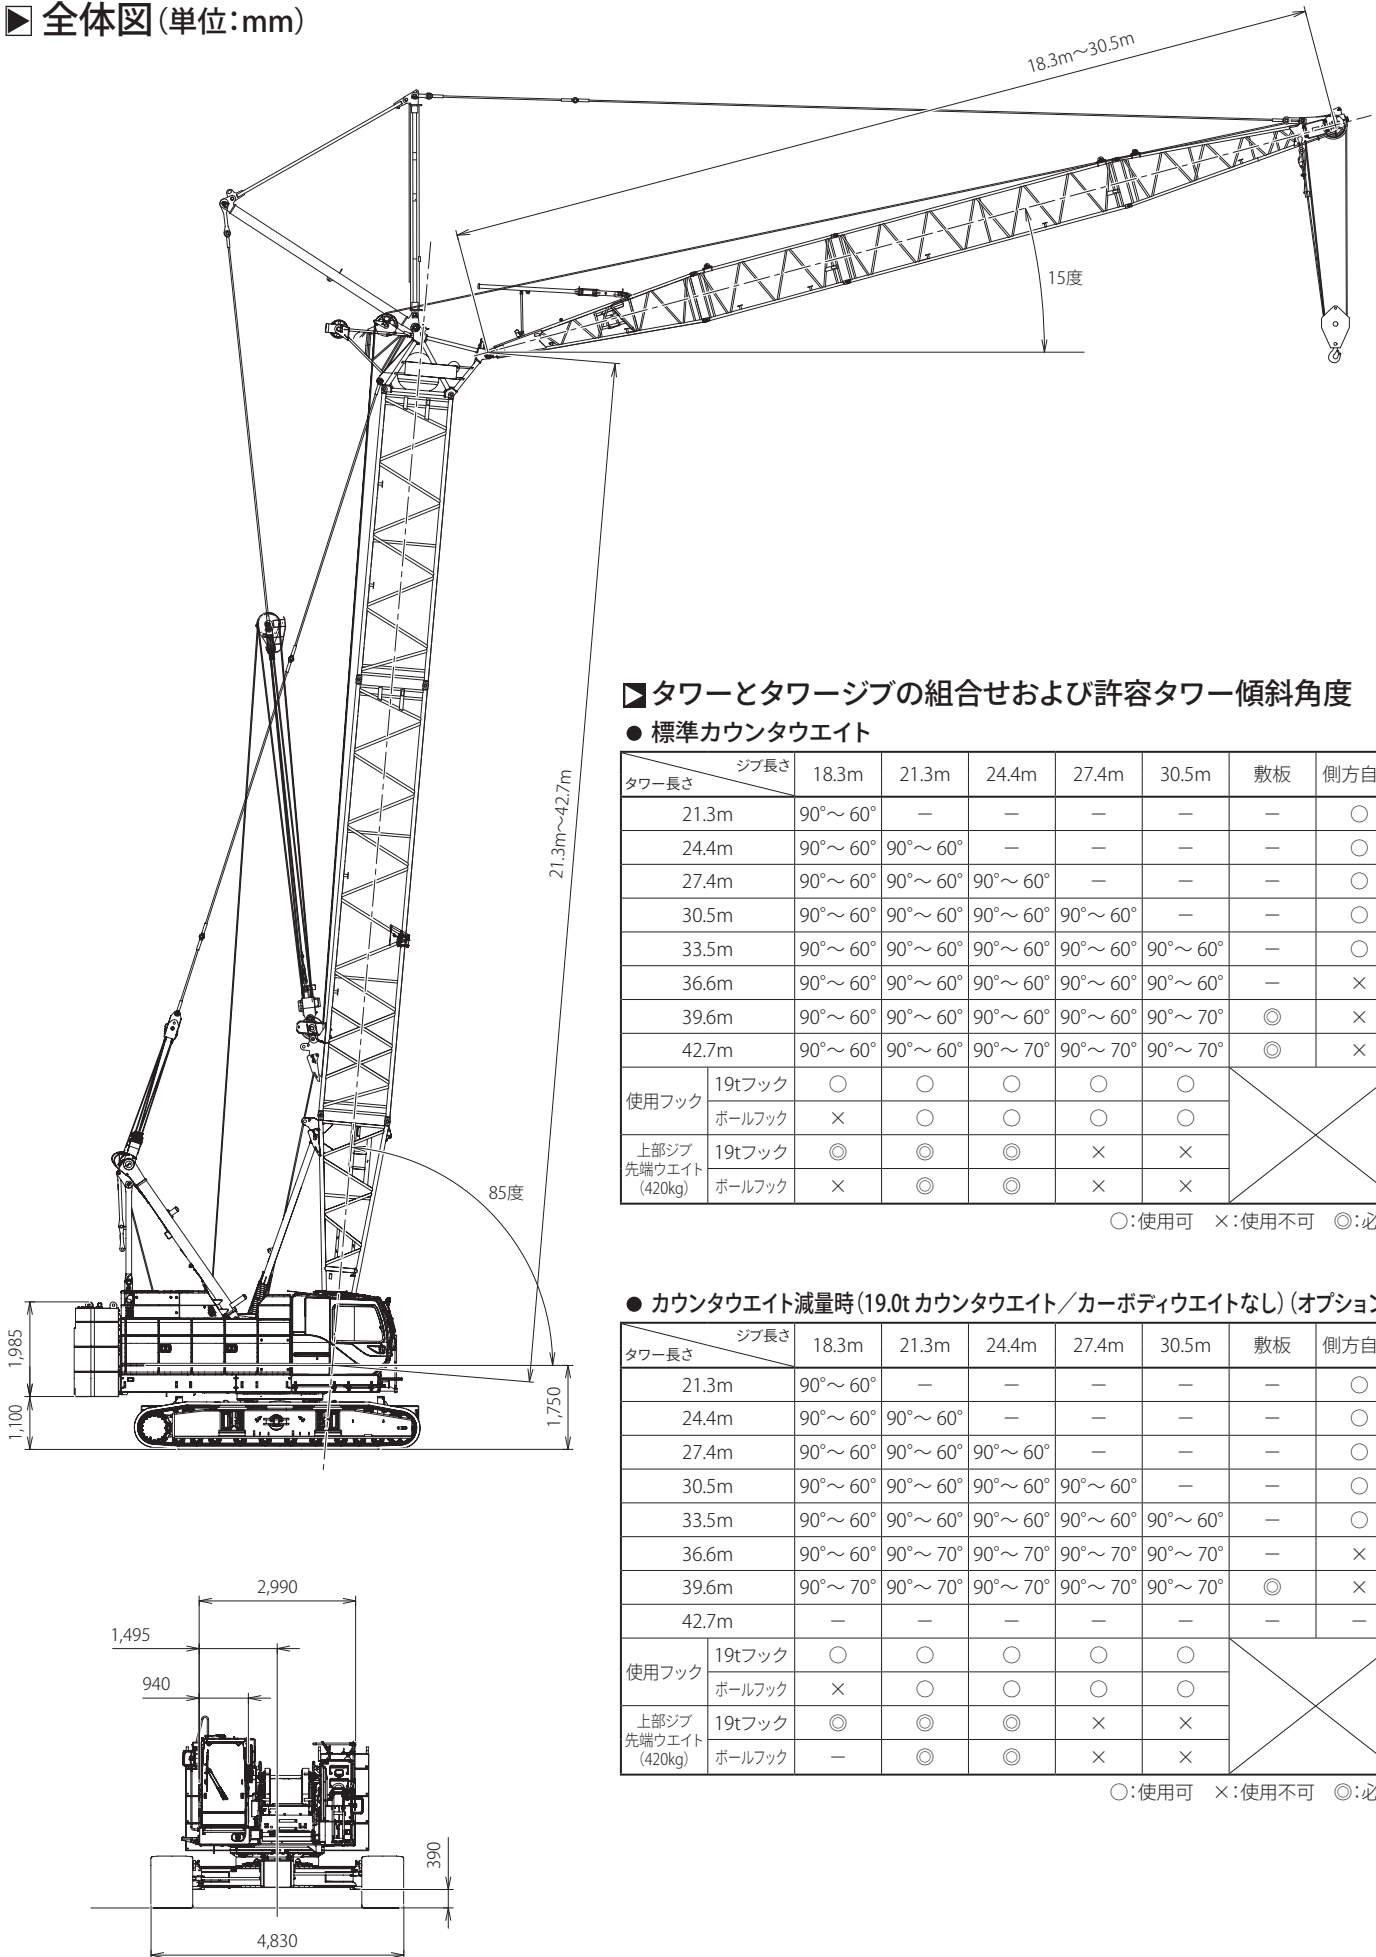 ▶ 全体図(単位：mm)
18.3m～30.5m
15度
21.3m～42.7m
85度
1,985
1,100
1,750
2,990
1,495
940
390
4,830
▶ タワーとタワージブの組合せおよび許容タワー傾斜角度
● 標準カウンタウエイト
タワー長さ ジブ長さ 18.3m 21.3m 24.4m 27.4m 30.5m 敷板 側方自
21.3m 90°～60° － － － － － ○
24.4m 90°～60° 90°～60° － － － － ○
27.4m 90°～60° 90°～60° 90°～60° － － － ○
30.5m 90°～60° 90°～60° 90°～60° 90°～60° － － ○
33.5m 90°～60° 90°～60° 90°～60° 90°～60° 90°～60° － ○
36.6m 90°～60° 90°～60° 90°～60° 90°～60° 90°～60° － ×
39.6m 90°～60° 90°～60° 90°～60° 90°～60° 90°～70° ◎ ×
42.7m 90°～60° 90°～60° 90°～70° 90°～70° 90°～70° ◎ ×
使用フック 19tフック ○ ○ ○ ○ ○
ボールフック × ○ ○ ○ ○
上部ジブ先端ウエイト(420kg) 19tフック ◎ ◎ ◎ × ×
ボールフック × ◎ ◎ × ×
○：使用可 ×：使用不可 ◎：必
● カウンタウエイト減量時(19.0t カウンタウエイト／カーボディウエイトなし)(オプション
タワー長さ ジブ長さ 18.3m 21.3m 24.4m 27.4m 30.5m 敷板 側方自
21.3m 90°～60° － － － － － ○
24.4m 90°～60° 90°～60° － － － － ○
27.4m 90°～60° 90°～60° 90°～60° － － － ○
30.5m 90°～60° 90°～60° 90°～60° 90°～60° － － ○
33.5m 90°～60° 90°～60° 90°～60° 90°～60° 90°～60° － ○
36.6m 90°～60° 90°～70° 90°～70° 90°～70° 90°～70° － ×
39.6m 90°～70° 90°～70° 90°～70° 90°～70° 90°～70° ◎ ×
42.7m － － － － － － －
使用フック 19tフック ○ ○ ○ ○ ○
ボールフック × ○ ○ ○ ○
上部ジブ先端ウエイト(420kg) 19tフック ◎ ◎ ◎ × ×
ボールフック － ◎ ◎ × ×
○：使用可 ×：使用不可 ◎：必